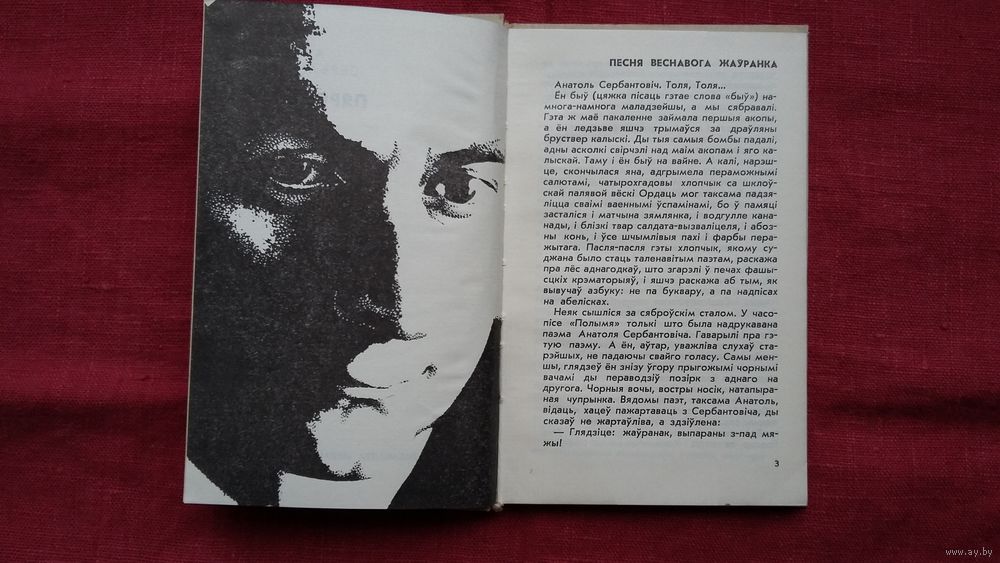 ПЕСНЯ ВЕСНАВОГА ЖАЎРАНКА
Анатоль Сербантовіч. Толя, Толя...
Ён быў (цяжка пісаць гэтае слова «быў») на-
многа-намнога маладзейшы, а мы сябравалі.
Гэта ж маё пакаленне займала першыя акопы,
а ён ледзьве яшчэ трымаўся за драўляны
бруствер калыскі. Ды тыя самыя бомбы падалі,
адны асколкі свірчэлі над маім акопам і яго ка-
лыскай. Таму і ён быў на вайне. А калі, нарэш-
це, скончылася яна, адгрымела пераможнымі
салютамі, чатырохгадовы хлопчык са шклоў-
скай палявой вёскі Ордаць мог таксама падзя-
ліцца сваімі ваеннымі ўспамінамі, бо ў памяці
засталіся і матчына зямлянка, і водгулле кана-
нады, і блізкі твар салдата-вызваліцеля, і абоз-
ны конь, і ўсе шчымлівыя пахі і фарбы пера-
жытага. Пасля-пасля гэты хлопчык, якому су-
джана было стаць таленавітым паэтам, раскажа
пра лёс аднагодкаў, што згарэлі ў печах фашы-
сцкіх крэматорыяў, і яшчэ раскажа аб тым, як
вывучаў азбуку: не па буквару, а па надпісах
на абелісках.
Неяк сышліся за сяброўскім сталом. У часо-
пісе «Полымя» толькі што была надрукавана
паэма Анатоля Сербантовіча. Гаварылі пра гэ-
тую паэму. А ён, аўтар, уважліва слухаў ста-
рэйшых, не падаючы свайго голасу. Самы мен-
шы, глядзеў ён знізу ўгору прыгожымі чорнымі
вачамі ды пераводзіў позірк з аднаго на
другога. Чорныя вочы, востры носік, натапыра-
ная чупрынка. Вядомы паэт, таксама Анатоль,
відаць, хацеў пажартаваць з Сербантовіча, ды
сказаў не жартаўліва, а здзіўлена:
— Глядзіце: жаўранак, выпараны з-пад мя-
жы!
3
www.ay.by